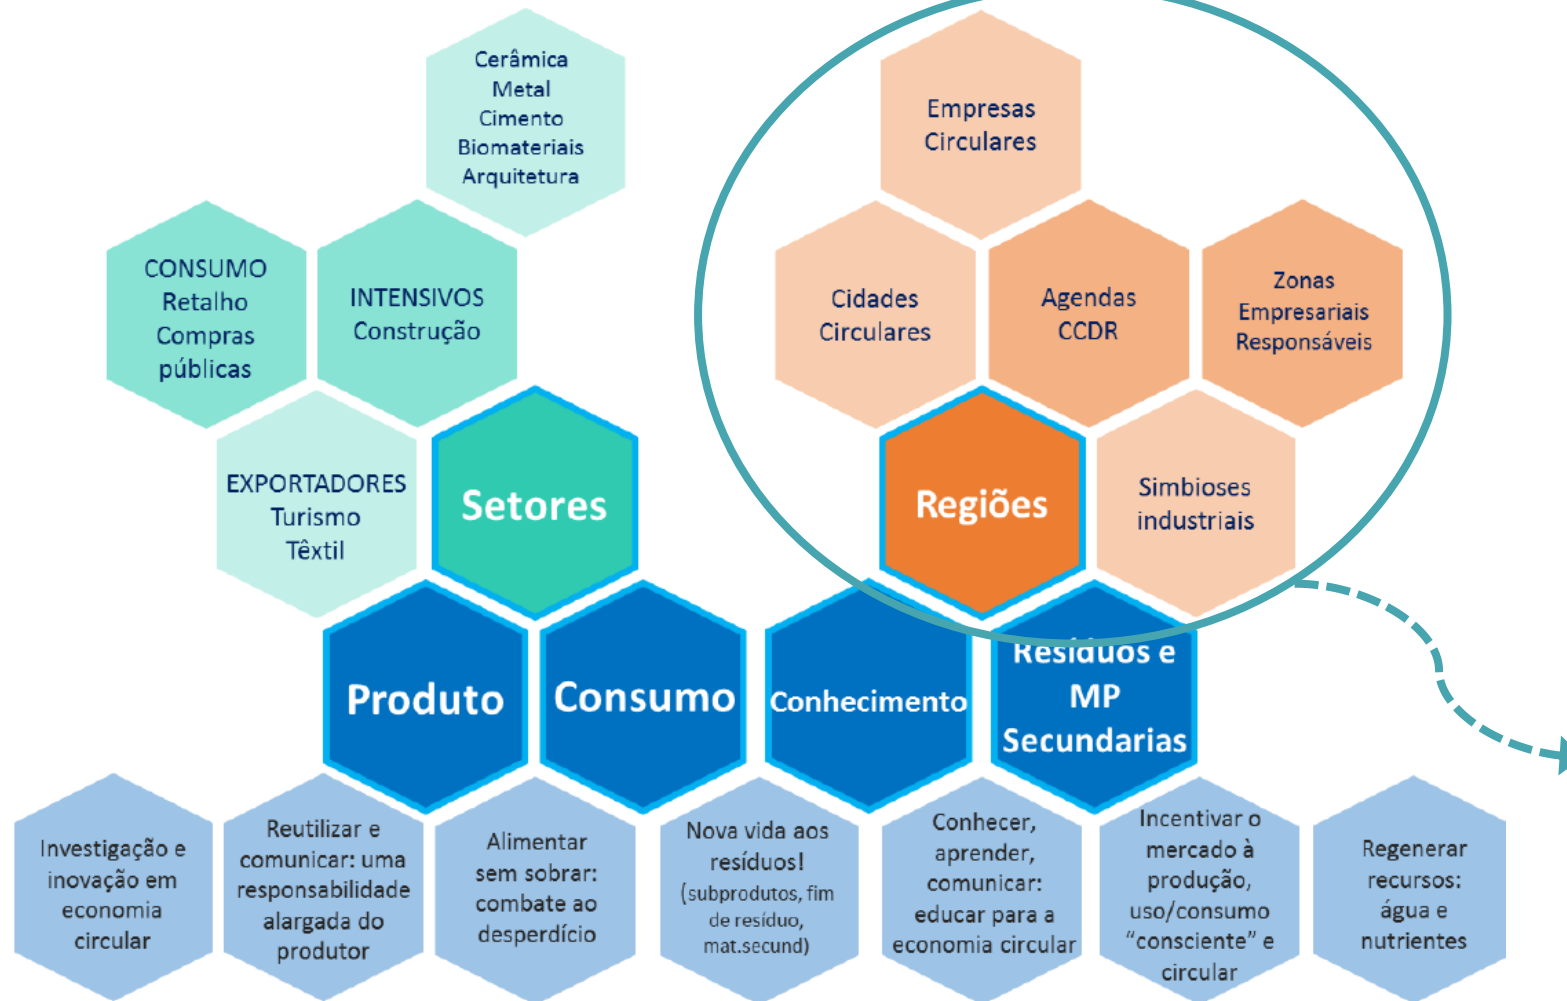 Cerâmica
Metal
Cimento
Biomateriais
Arquitetura
CONSUMO
Retalho
Compras
públicas
INTENSIVOS
Construção
EXPORTADORES
Turismo
Têxtil
Setores
Empresas
Circulares
Cidades
Circulares
Agendas
CCDR
Zonas
Empresariais
Responsáveis
Regiões
Simbioses
industriais
Produto
Consumo
Conhecimento
Resíduos e
MP
Secundarias
Investigação e
inovação em
economia
circular
Reutilizar e
comunicar: uma
responsabilidade
alargada do
produtor
Alimentar
sem sobrar:
combate ao
desperdício
Nova vida aos
resíduos!
(subprodutos, fim
de resíduo,
mat.secund)
Conhecer,
aprender,
comunicar:
educar para a
economia circular
Incentivar o
mercado à
produção,
uso/consumo
“consciente” e
circular
Regenerar
recursos:
água e
nutrientes